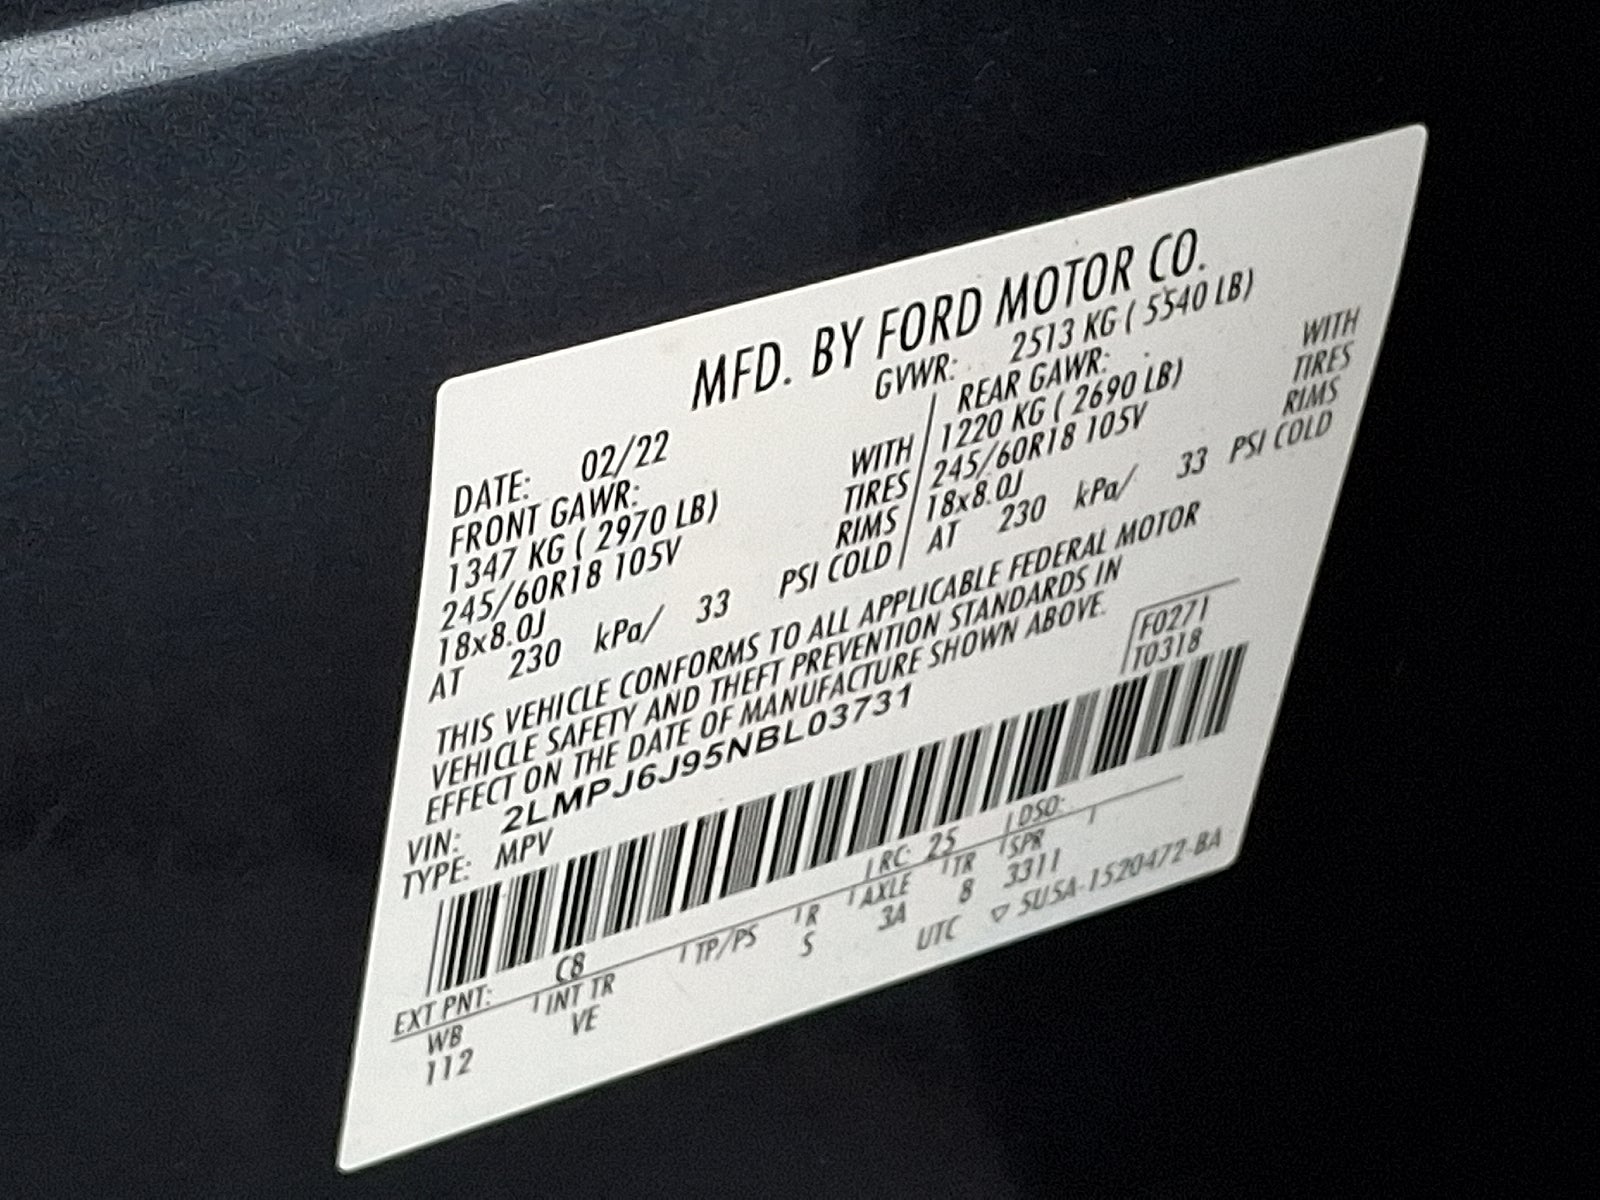 MFD. BY FORD MOTOR CO.
DATE: 02/22 GVWR: 2513 KG ( 5540 LB)
FRONT GAWR: REAR GAWR:
1347 KG ( 2970 LB) WITH 1220 KG ( 2690 LB) WITH
245/60R18 105V TIRES 245/60R18 105V TIRES
18x8.0J RIMS 18x8.0J RIMS
AT 230 kPa/ 33 PSI COLD AT 230 kPa/ 33 PSI COLD
THIS VEHICLE CONFORMS TO ALL APPLICABLE FEDERAL MOTOR
VEHICLE SAFETY AND THEFT PREVENTION STANDARDS IN
EFFECT ON THE DATE OF MANUFACTURE SHOWN ABOVE.
VIN: 2LMPJ6J95NBL03731 F0271
TYPE: MPV T0318
EXT PNT: C8 RC: 25 DSO:
WB INT TR TP/PS R AXLE TR SPR
112 VE S 3A 8 3311
UTC ▽ SUSA-1520472-BA